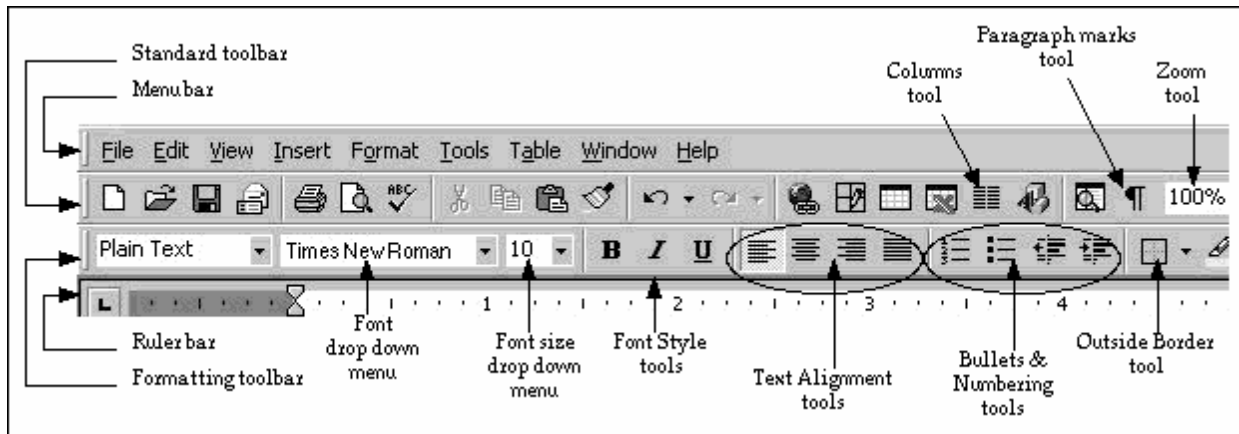 Standard toolbar
Menu bar
Paragraph marks
tool
Columns
tool
Zoom
tool
File Edit View Insert Format Tools Table Window Help
ABC
¶ 100%
Plain Text Times New Roman 10 B I U
L 1 2 3 4
Ruler bar
Formatting toolbar
Font
drop down
menu
Font size
drop down
menu
Font Style
tools
Text Alignment
tools
Bullets &
Numbering
tools
Outside Border
tool